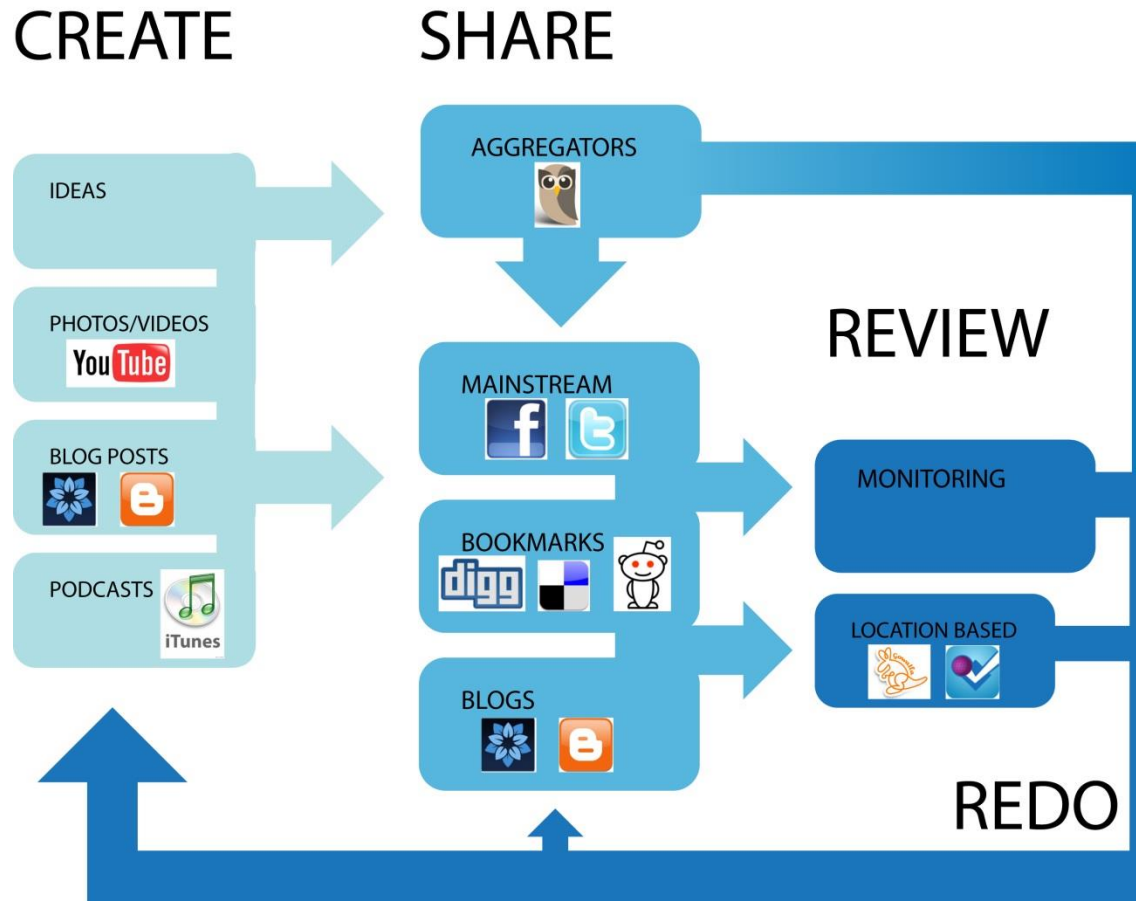 CREATE
SHARE
IDEAS
PHOTOS/VIDEOS
YouTube
BLOG POSTS
PODCASTS
iTunes
AGGREGATORS
MAINSTREAM
BOOKMARKS
digg
BLOGS
REVIEW
MONITORING
LOCATION BASED
Gowalla
REDO